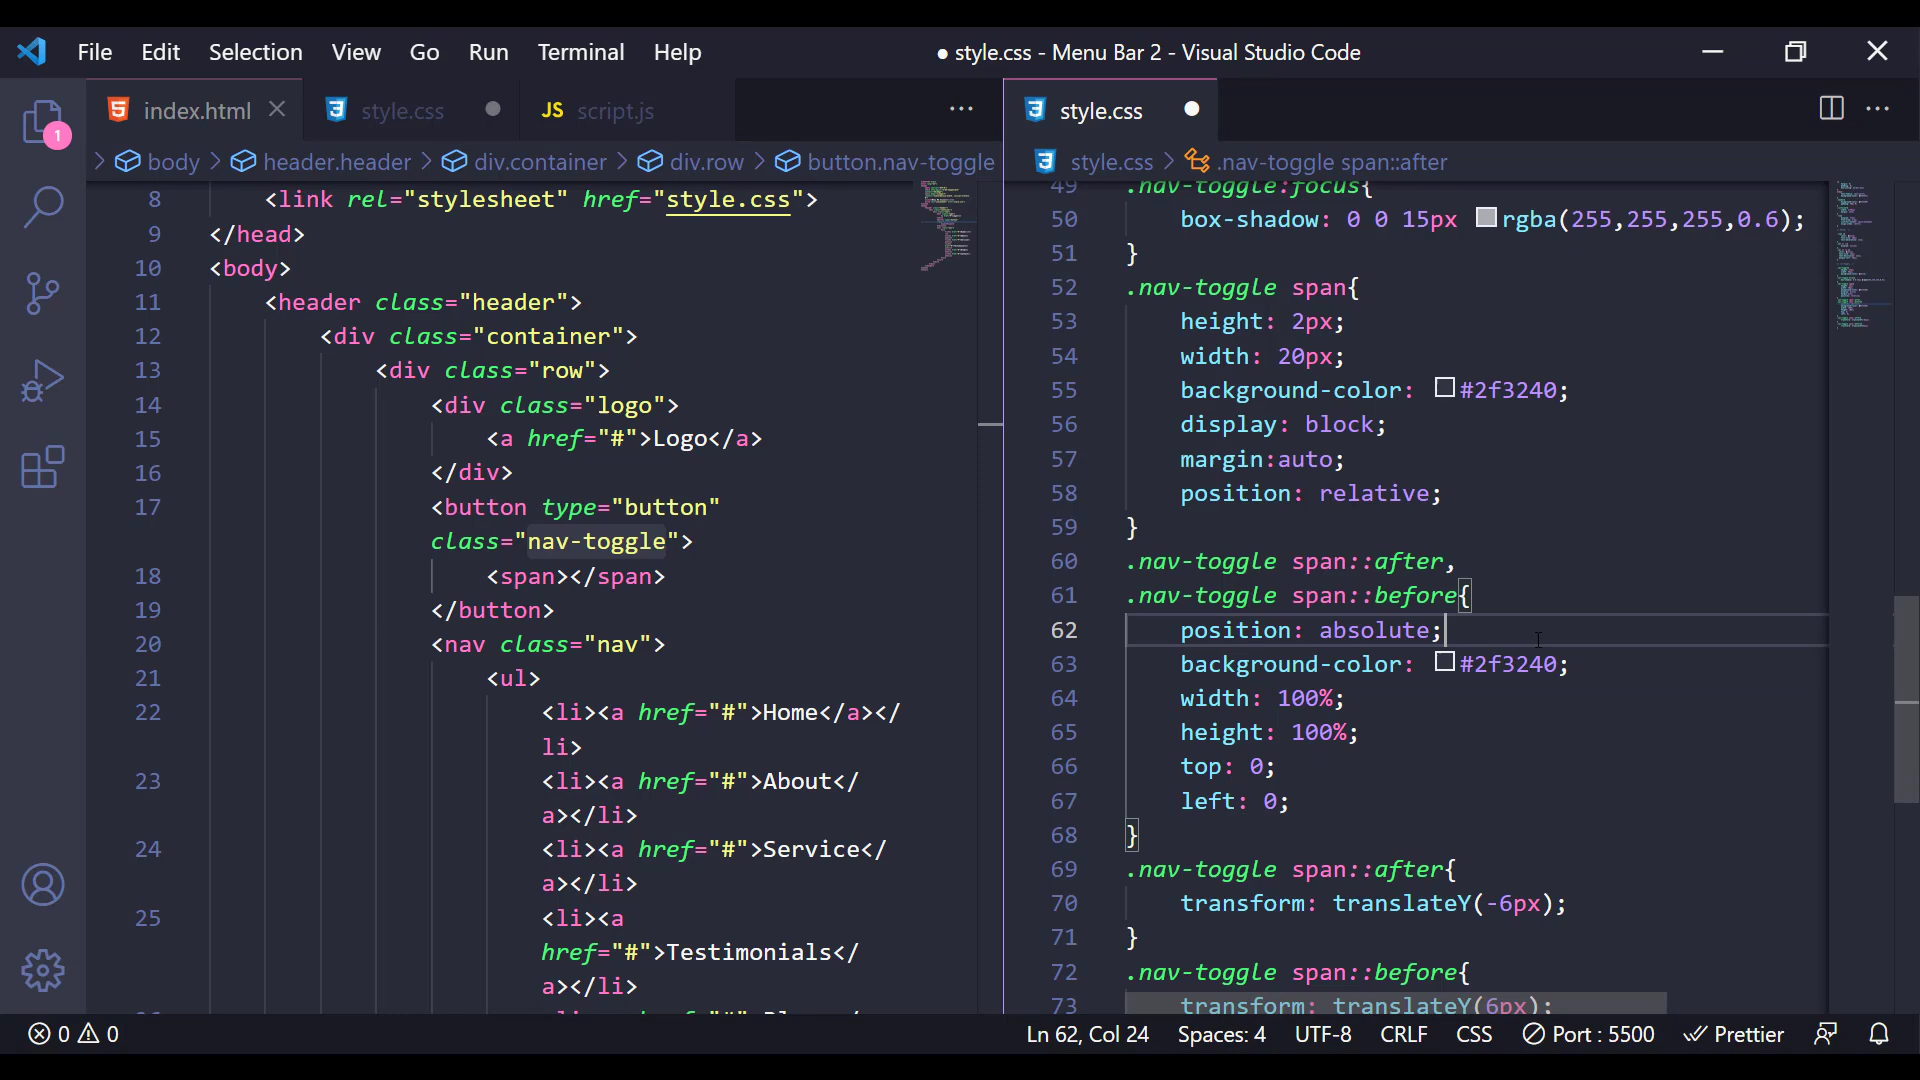 File Edit Selection View Go Run Terminal Help
● style.css - Menu Bar 2 - Visual Studio Code
index.html
style.css
JS script.js
style.css
1
body > header.header > div.container > div.row > button.nav-toggle
style.css > .nav-toggle span::after
8 <link rel="stylesheet" href="style.css">
9 </head>
10 <body>
11 <header class="header">
12 <div class="container">
13 <div class="row">
14 <div class="logo">
15 <a href="#">Logo</a>
16 </div>
17 <button type="button"
class="nav-toggle">
18 <span></span>
19 </button>
20 <nav class="nav">
21 <ul>
22 <li><a href="#">Home</a></
li>
23 <li><a href="#">About</
a></li>
24 <li><a href="#">Service</
a></li>
25 <li><a
href="#">Testimonials</
a></li>
49 .nav-toggle:focus{
50 box-shadow: 0 0 15px rgba(255,255,255,0.6);
51 }
52 .nav-toggle span{
53 height: 2px;
54 width: 20px;
55 background-color: #2f3240;
56 display: block;
57 margin:auto;
58 position: relative;
59 }
60 .nav-toggle span::after,
61 .nav-toggle span::before{
62 position: absolute;
63 background-color: #2f3240;
64 width: 100%;
65 height: 100%;
66 top: 0;
67 left: 0;
68 }
69 .nav-toggle span::after{
70 transform: translateY(-6px);
71 }
72 .nav-toggle span::before{
73 transform: translateY(6px);
0 0
Ln 62, Col 24 Spaces: 4 UTF-8 CRLF CSS Port : 5500 Prettier